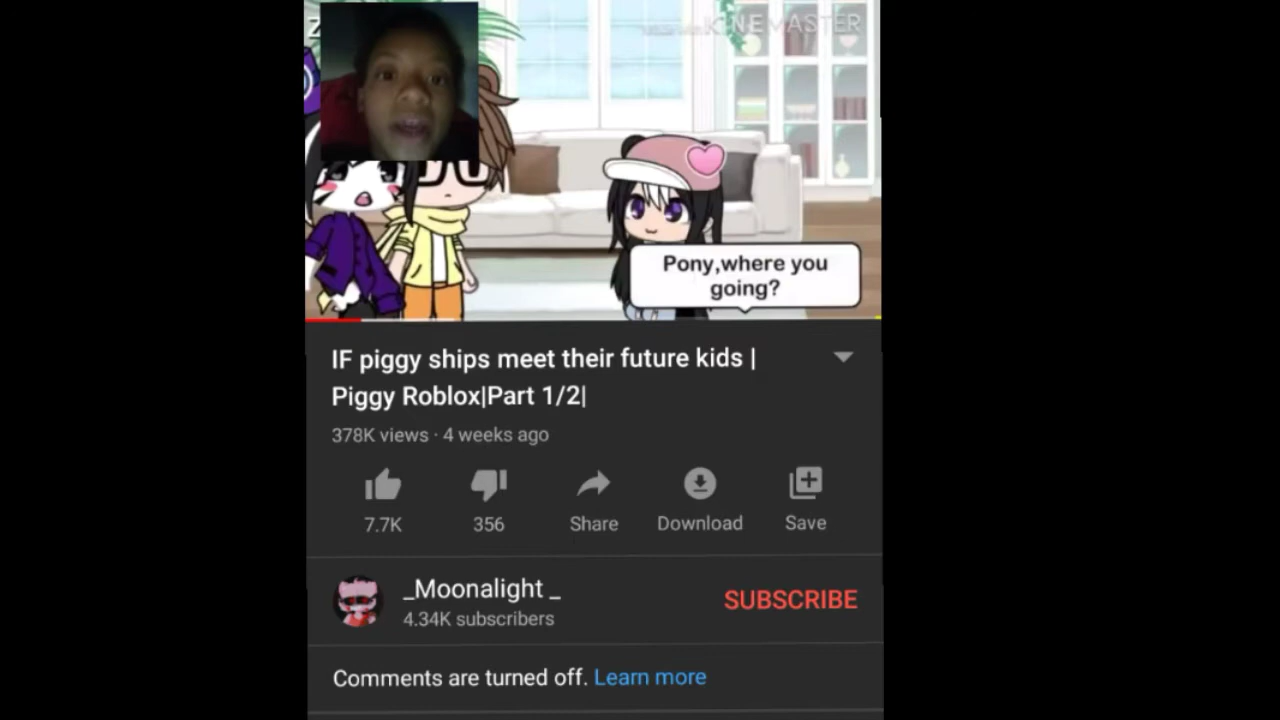 Z
KINEMASTER
Pony,where you
going?
IF piggy ships meet their future kids |
Piggy Roblox|Part 1/2|
378K views · 4 weeks ago
7.7K
356
Share
Download
Save
_Moonalight _
SUBSCRIBE
4.34K subscribers
Comments are turned off. Learn more